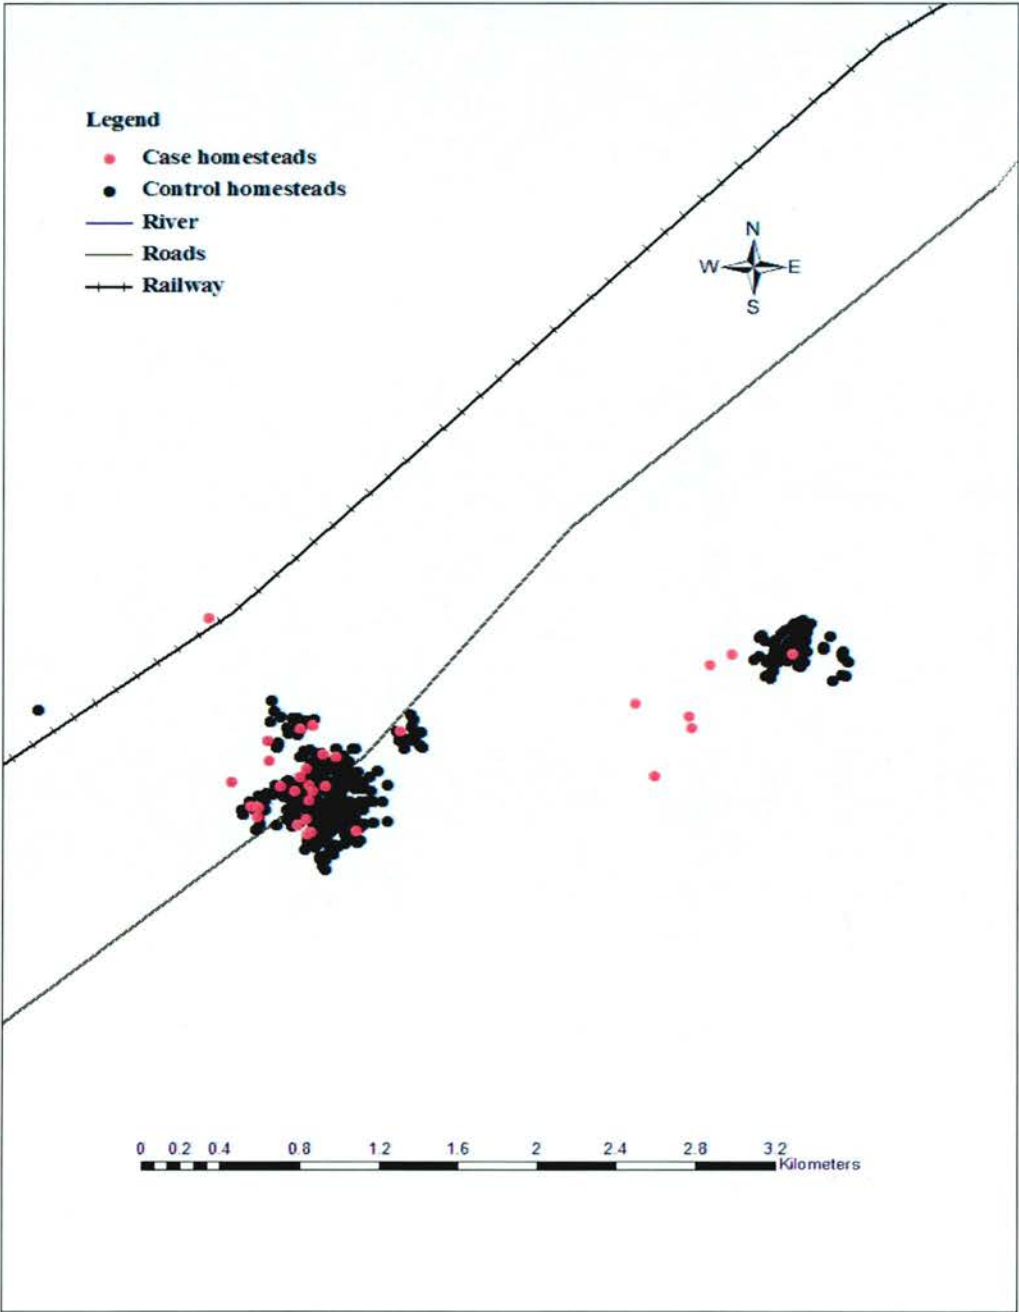 Legend
Case homesteads
Control homesteads
River
Roads
Railway
N
W E
S
0 0.2 0.4 0.8 1.2 1.6 2 2.4 2.8 3.2
Kilometers